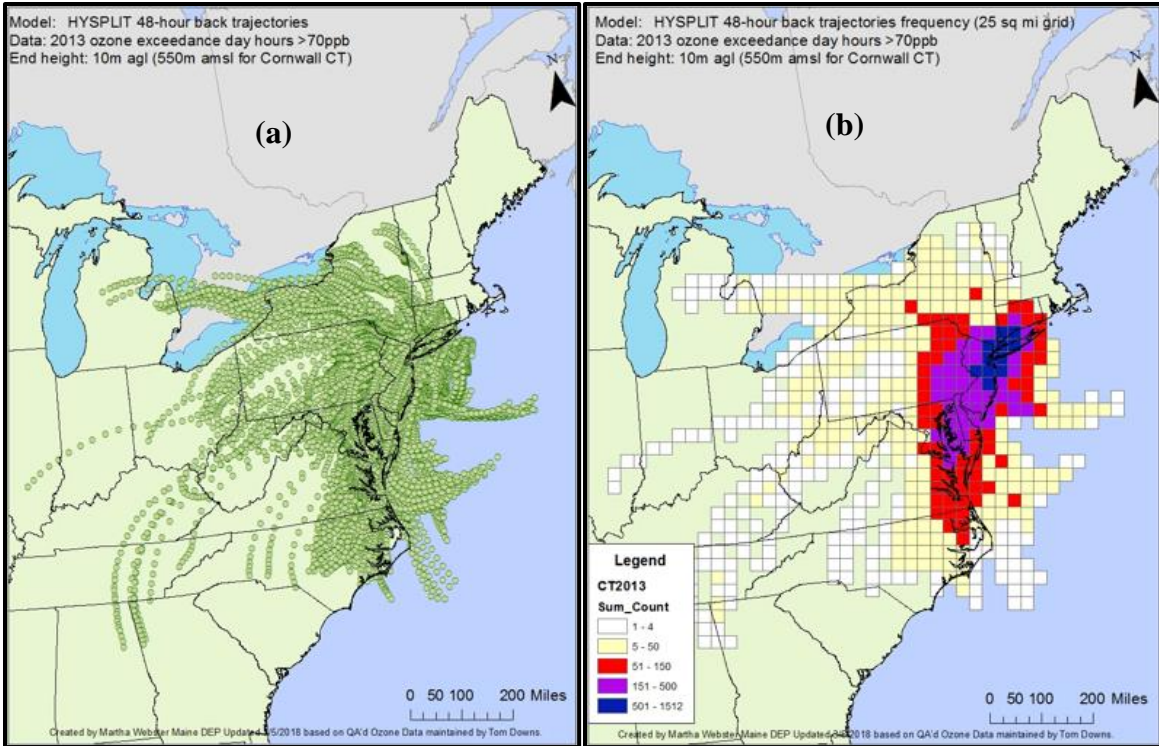 Model: HYSPLIT 48-hour back trajectories
Data: 2013 ozone exceedance day hours >70ppb
End height: 10m agl (550m amsl for Cornwall CT)
N
(a)
0 50 100 200 Miles
Created by Martha Webster Maine DEP Updated 3/5/2018 based on QA'd Ozone Data maintained by Tom Downs.
Model: HYSPLIT 48-hour back trajectories frequency (25 sq mi grid)
Data: 2013 ozone exceedance day hours >70ppb
End height: 10m agl (550m amsl for Cornwall CT)
N
(b)
Legend
CT2013
Sum_Count
1 - 4
5 - 50
51 - 150
151 - 500
501 - 1512
0 50 100 200 Miles
Created by Martha Webster Maine DEP Updated 2018 based on QA'd Ozone Data maintained by Tom Downs.